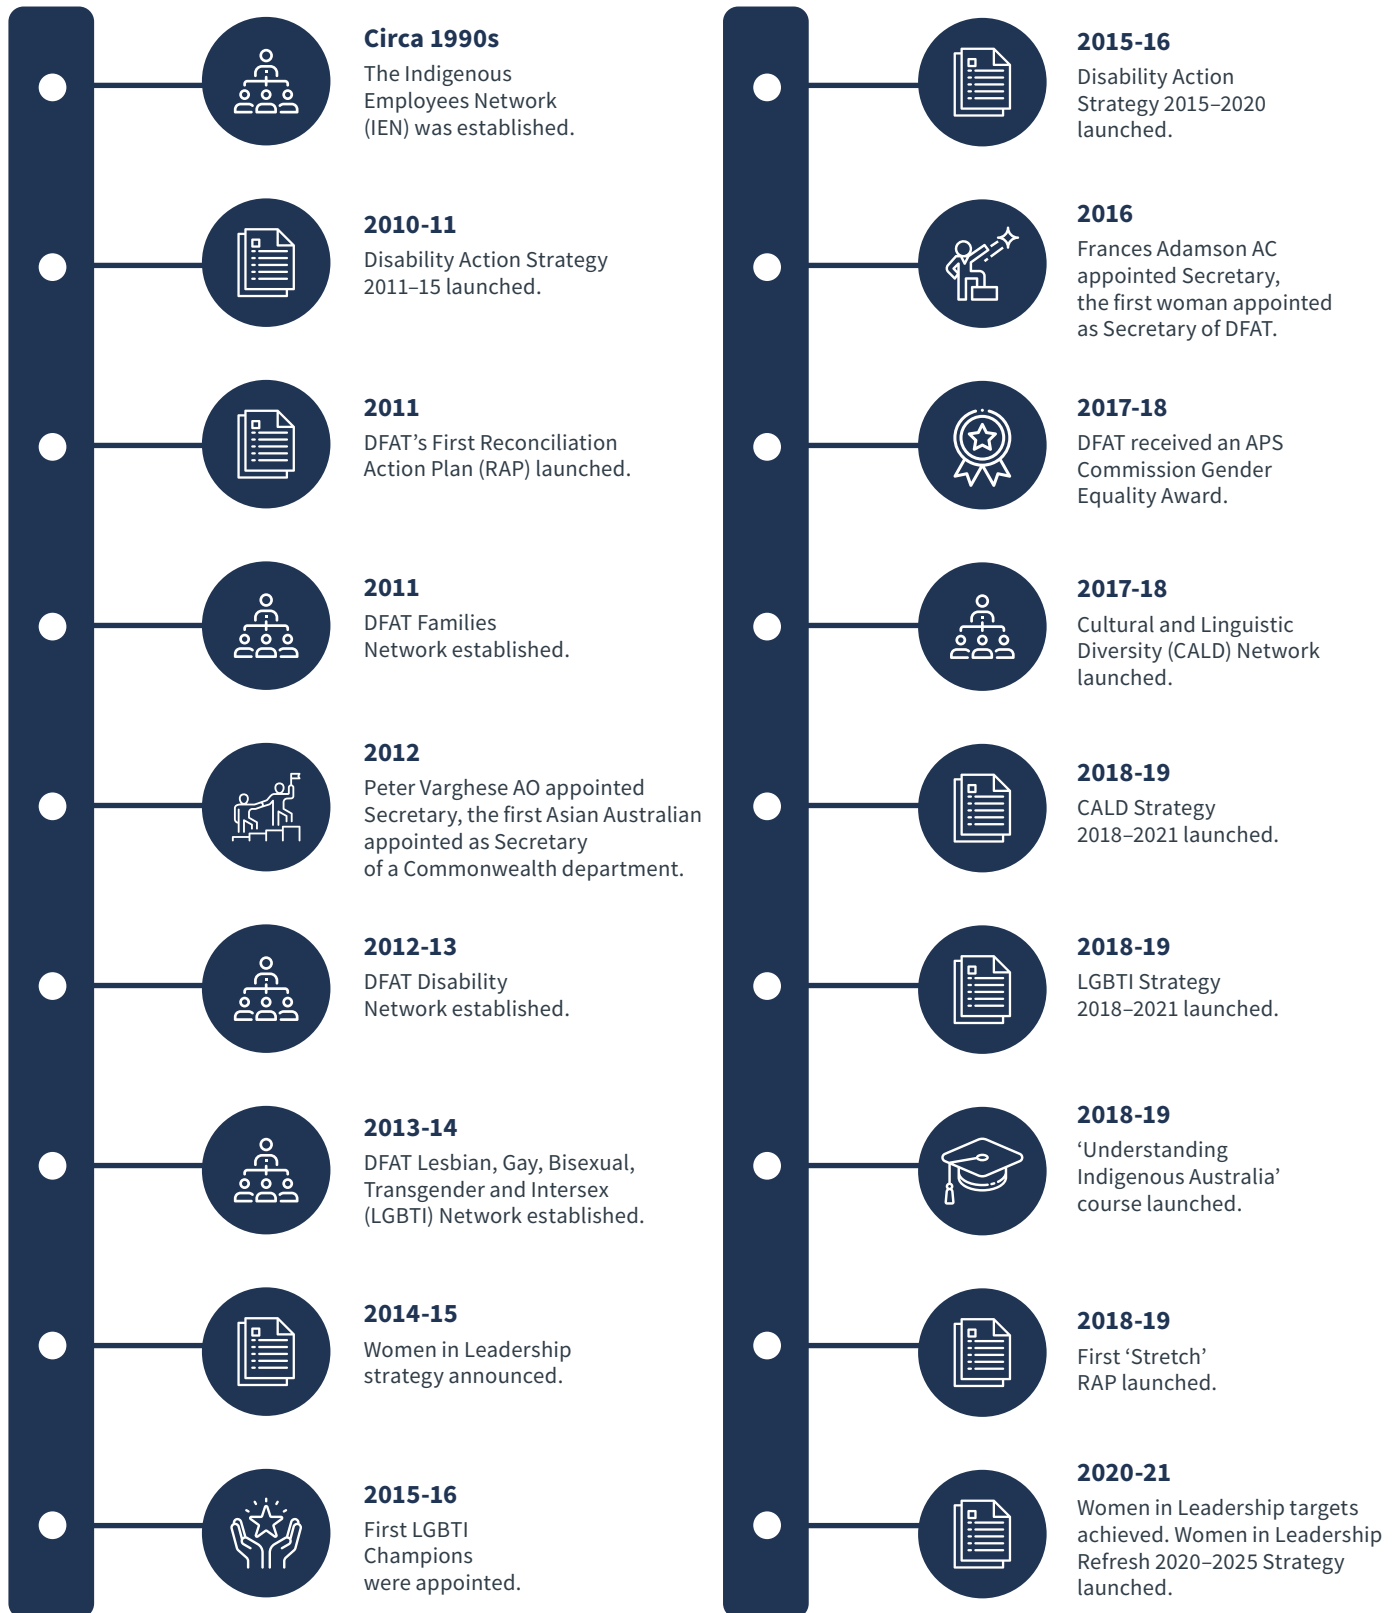 Circa 1990s
The Indigenous
Employees Network
(IEN) was established.
2010-11
Disability Action Strategy
2011–15 launched.
2011
DFAT’s First Reconciliation
Action Plan (RAP) launched.
2011
DFAT Families
Network established.
2012
Peter Varghese AO appointed
Secretary, the first Asian Australian
appointed as Secretary
of a Commonwealth department.
2012-13
DFAT Disability
Network established.
2013-14
DFAT Lesbian, Gay, Bisexual,
Transgender and Intersex
(LGBTI) Network established.
2014-15
Women in Leadership
strategy announced.
2015-16
First LGBTI
Champions
were appointed.
2015-16
Disability Action
Strategy 2015–2020
launched.
2016
Frances Adamson AC
appointed Secretary,
the first woman appointed
as Secretary of DFAT.
2017-18
DFAT received an APS
Commission Gender
Equality Award.
2017-18
Cultural and Linguistic
Diversity (CALD) Network
launched.
2018-19
CALD Strategy
2018–2021 launched.
2018-19
LGBTI Strategy
2018–2021 launched.
2018-19
‘Understanding
Indigenous Australia’
course launched.
2018-19
First ‘Stretch’
RAP launched.
2020-21
Women in Leadership targets
achieved. Women in Leadership
Refresh 2020–2025 Strategy
launched.